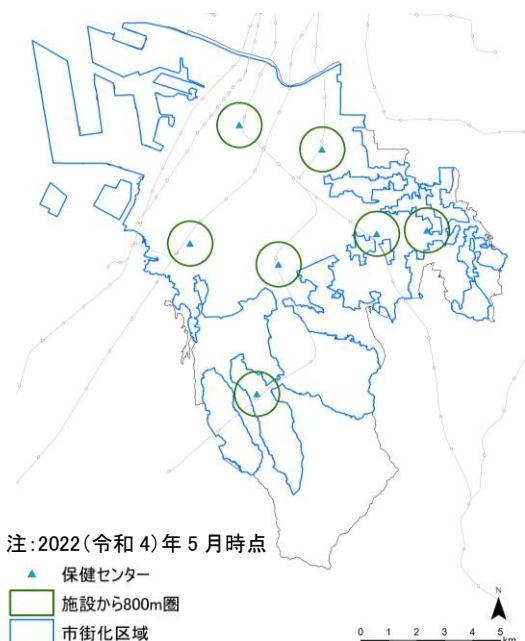 注:2022(令和 4)年 5 月時点
保健センター
施設から800m圏
市街化区域
N
0 1 2 3 4 5
km